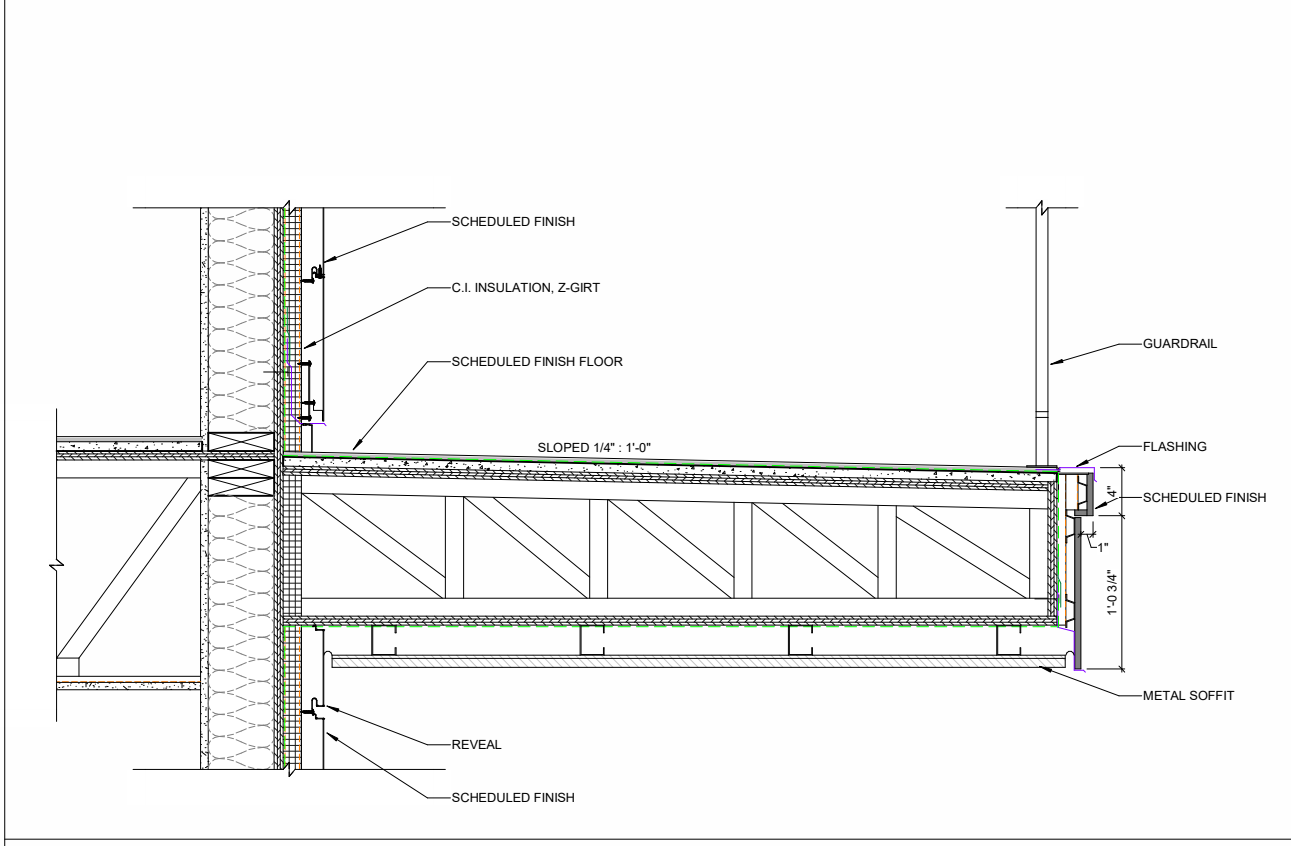 SCHEDULED FINISH
C.I. INSULATION, Z-GIRT
SCHEDULED FINISH FLOOR
SLOPED 1/4" : 1'-0"
GUARDRAIL
FLASHING
4"
SCHEDULED FINISH
1"
1'-0 3/4"
METAL SOFFIT
REVEAL
SCHEDULED FINISH